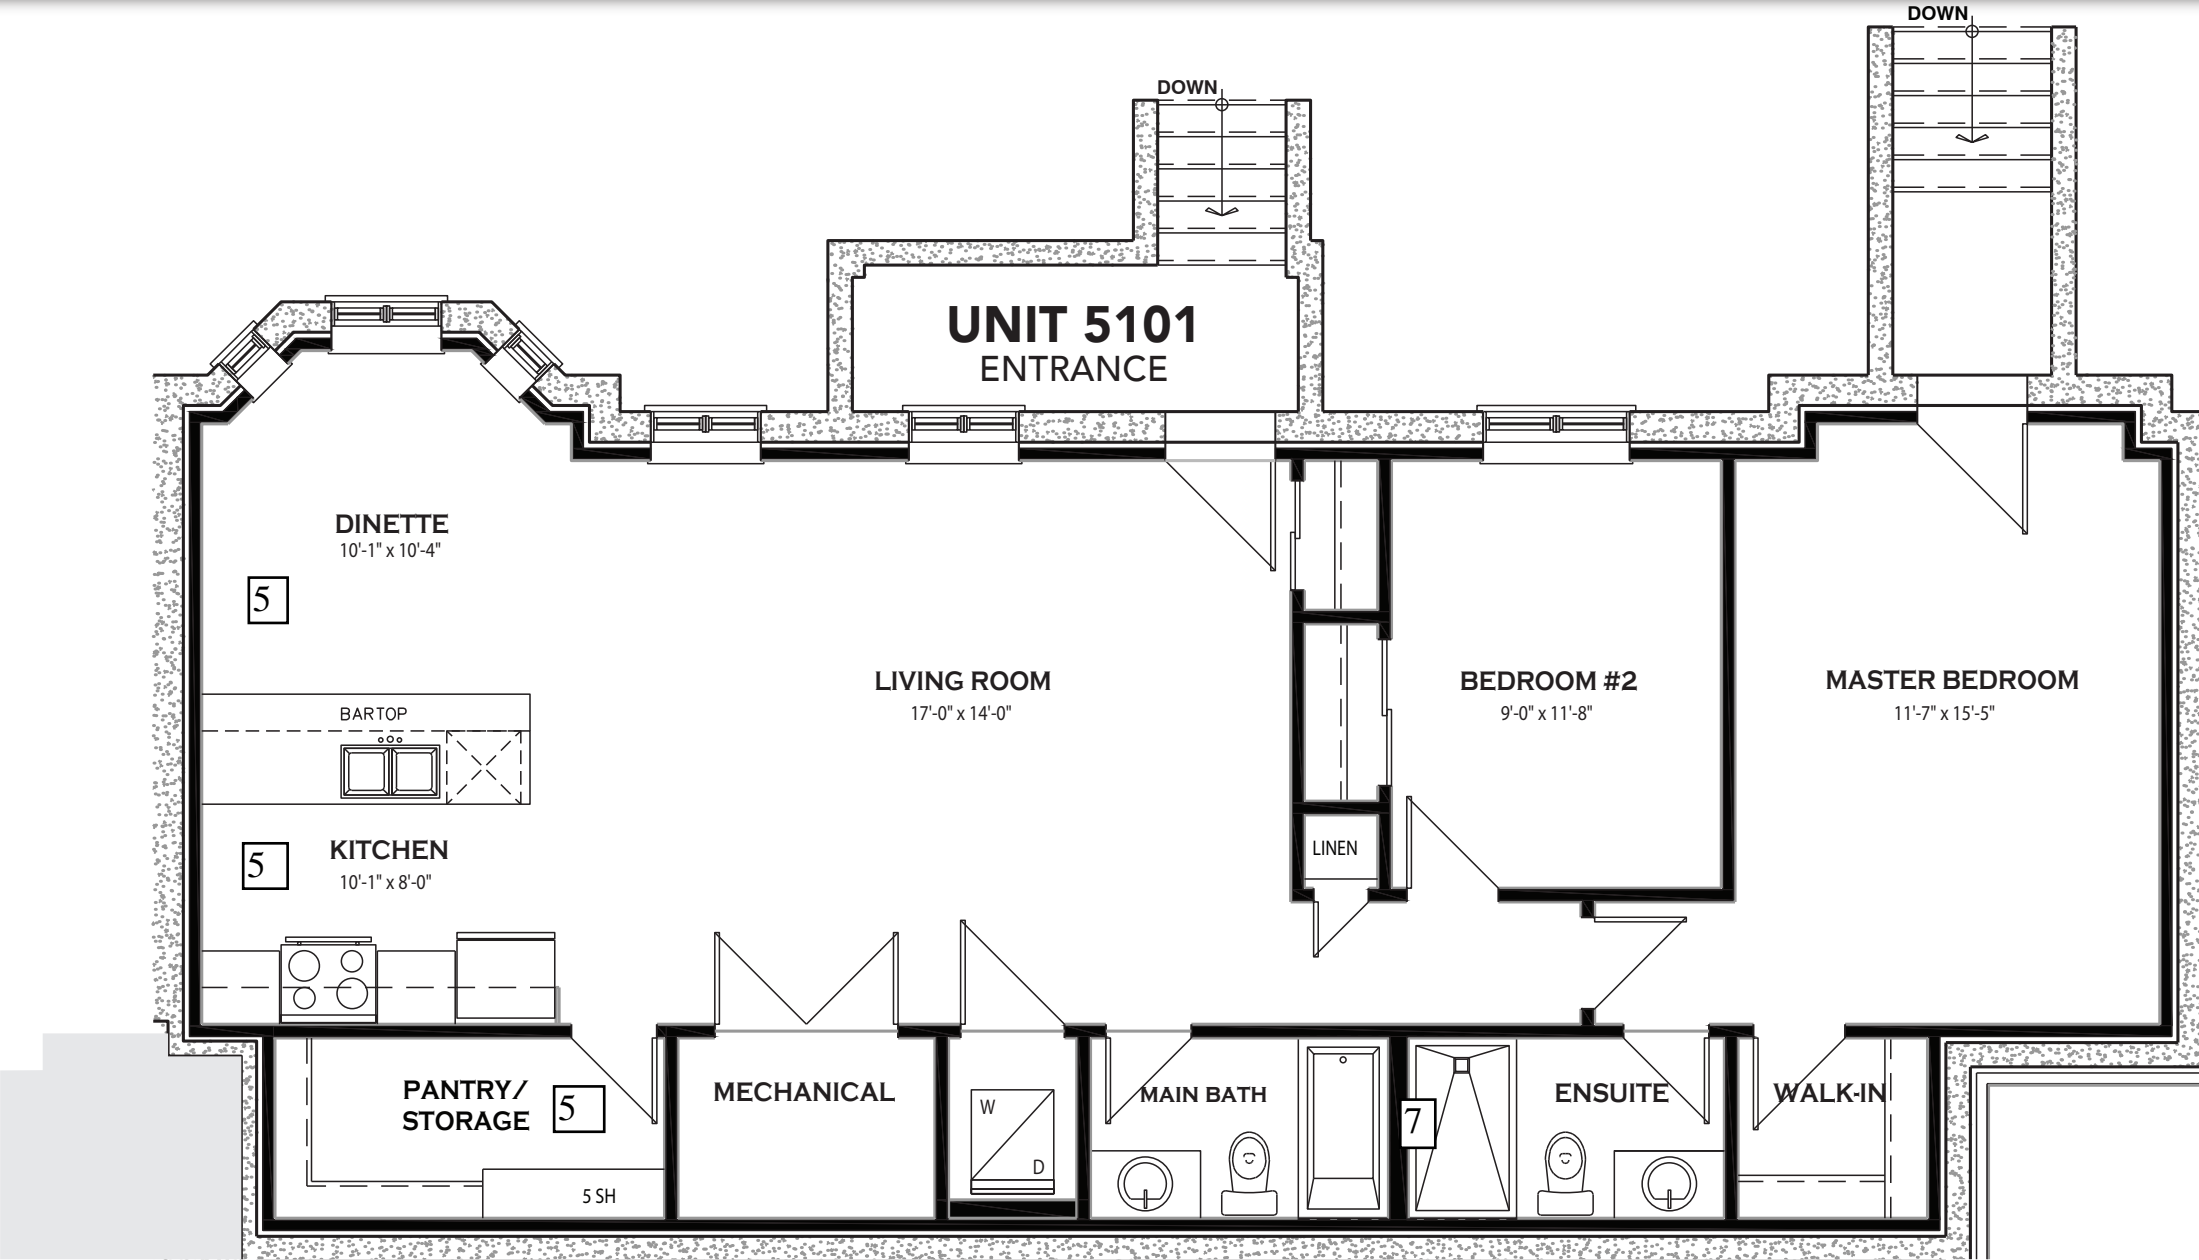 DOWN
DOWN
UNIT 5101
ENTRANCE
DINETTE
10'-1" x 10'-4"
5
LIVING ROOM
17'-0" x 14'-0"
BEDROOM #2
9'-0" x 11'-8"
MASTER BEDROOM
11'-7" x 15'-5"
BARTOP
KITCHEN
10'-1" x 8'-0"
5
LINEN
PANTRY/
STORAGE
5
5 SH
MECHANICAL
W
D
MAIN BATH
7
ENSUITE
WALK-IN